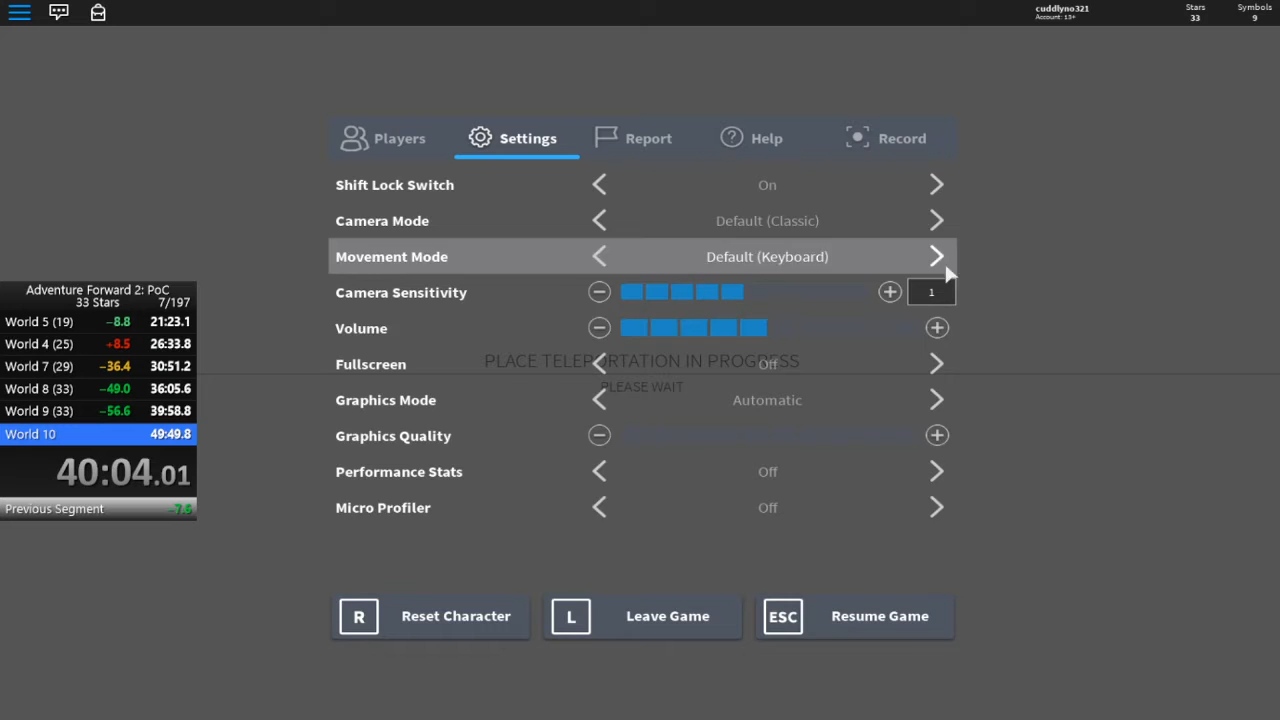 cuddlyno321
Account: 13+
Stars
33
Symbols
9
Players
Settings
Report
Help
Record
Shift Lock Switch
On
Camera Mode
Default (Classic)
Movement Mode
Default (Keyboard)
Camera Sensitivity
1
Volume
Fullscreen
Off
PLACE TELEPORTATION IN PROGRESS
PLEASE WAIT
Graphics Mode
Automatic
Graphics Quality
Performance Stats
Off
Micro Profiler
Off
R Reset Character
L Leave Game
ESC Resume Game
Adventure Forward 2: PoC
33 Stars 7/197
World 5 (19) −8.8 21:23.1
World 4 (25) +8.5 26:33.8
World 7 (29) −36.4 30:51.2
World 8 (33) −49.0 36:05.6
World 9 (33) −56.6 39:58.8
World 10 49:49.8
40:04.01
Previous Segment −7.6